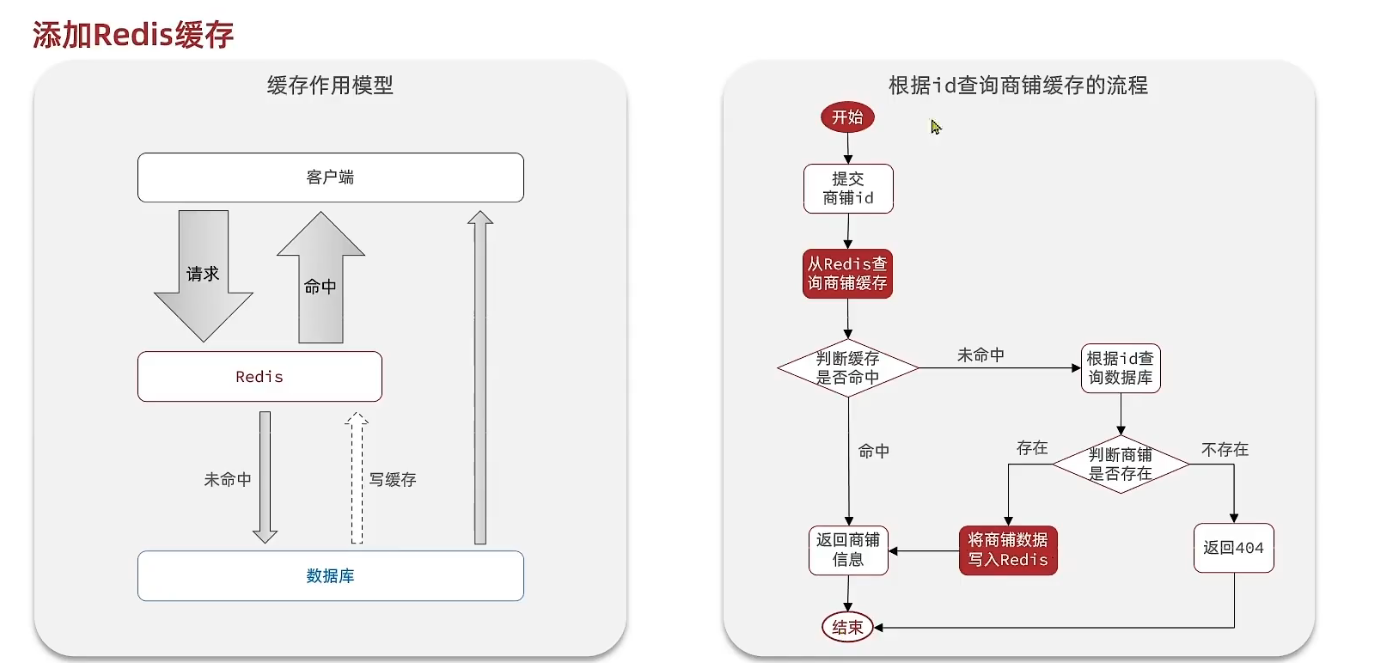 添加Redis缓存
缓存作用模型
客户端
请求
命中
Redis
未命中
写缓存
数据库
根据id查询商铺缓存的流程
开始
提交
商铺id
从Redis查
询商铺缓存
判断缓存
是否命中
未命中
根据id查
询数据库
命中
存在
判断商铺
是否存在
不存在
返回商铺
信息
将商铺数据
写入Redis
返回404
结束